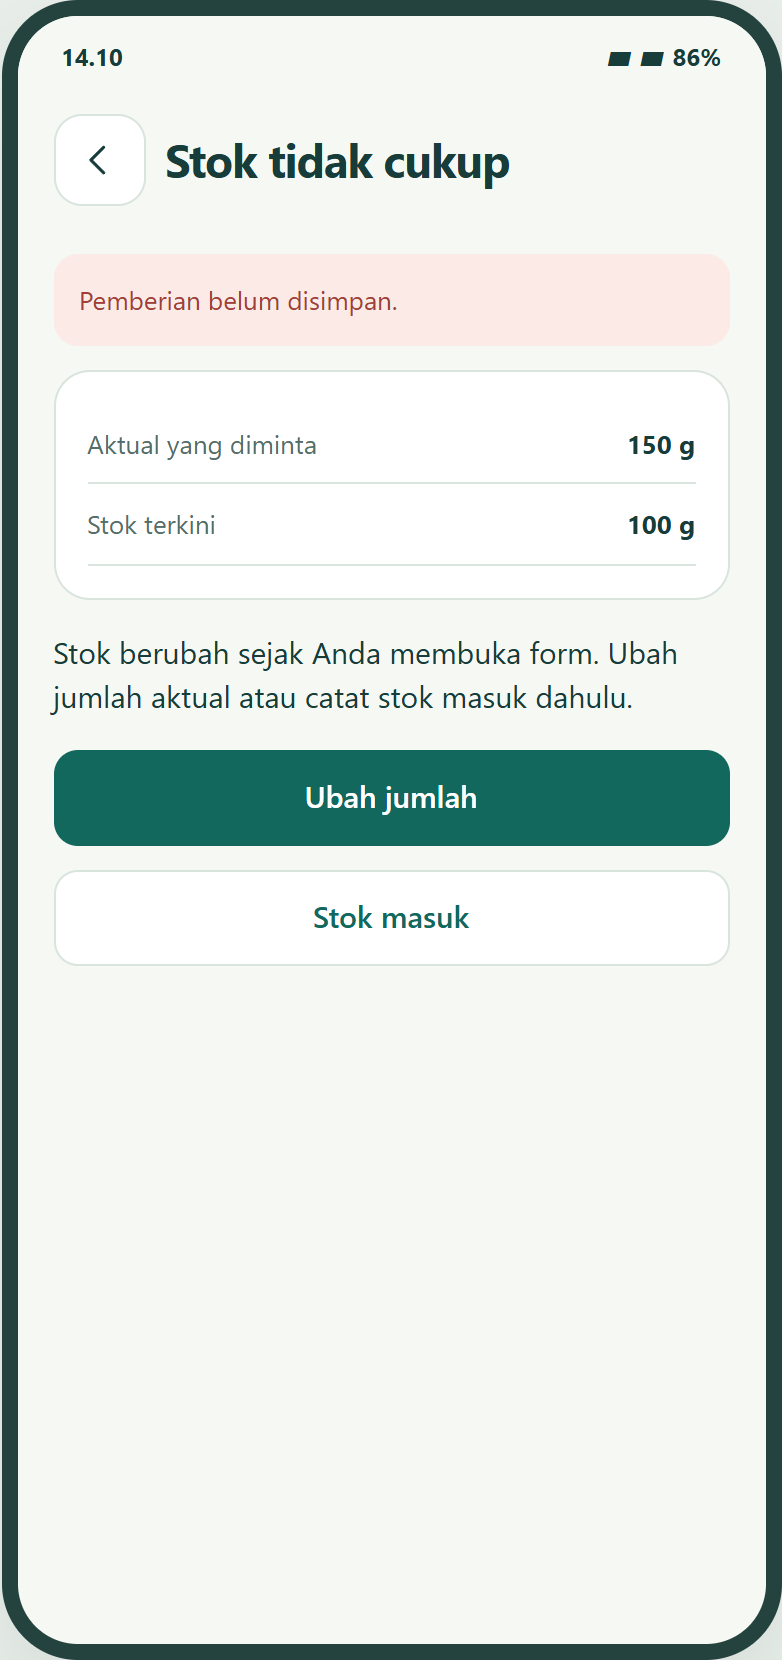 14.10
86%
Stok tidak cukup
Pemberian belum disimpan.
Aktual yang diminta 150 g
Stok terkini 100 g
Stok berubah sejak Anda membuka form. Ubah
jumlah aktual atau catat stok masuk dahulu.
Ubah jumlah
Stok masuk